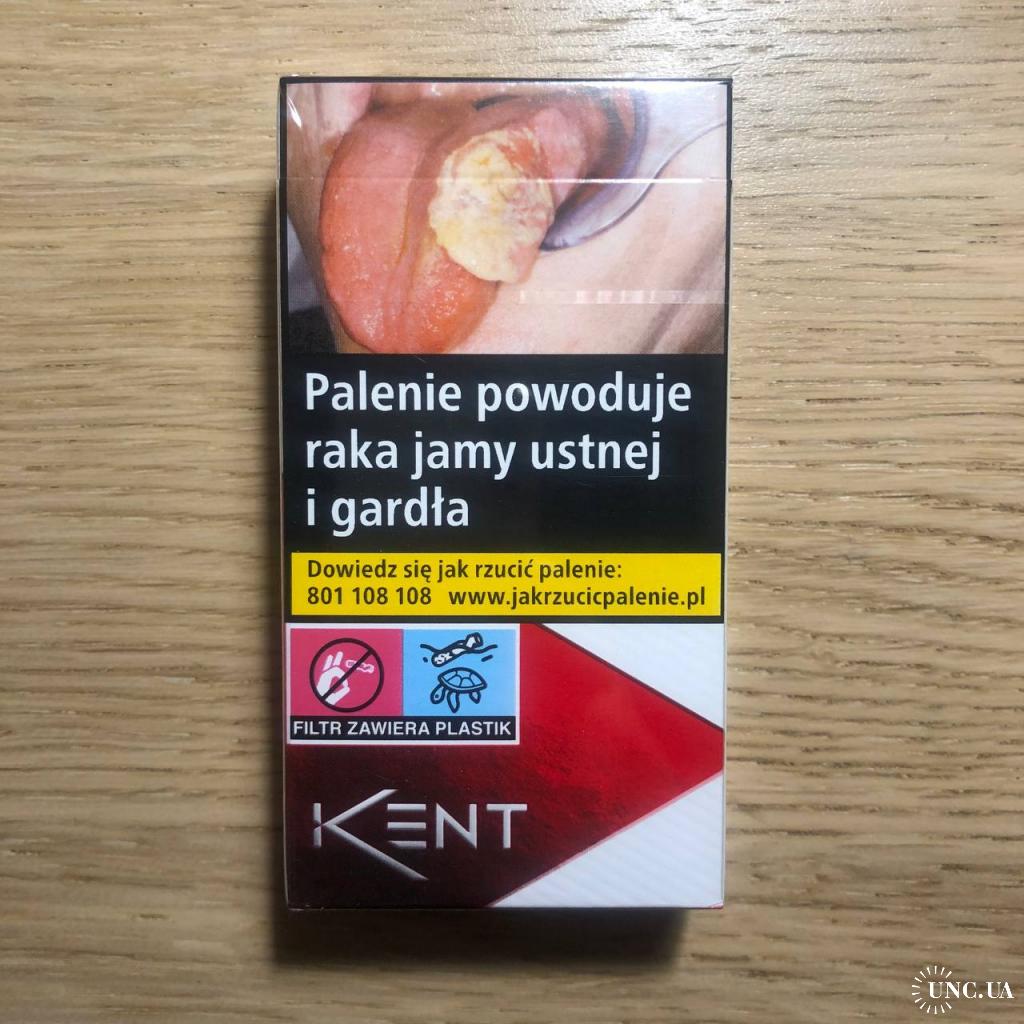 Palenie powoduje
raka jamy ustnej
i gardła
Dowiedz się jak rzucić palenie:
801 108 108 www.jakrzucicpalenie.pl
FILTR ZAWIERA PLASTIK
KENT
UNC.UA